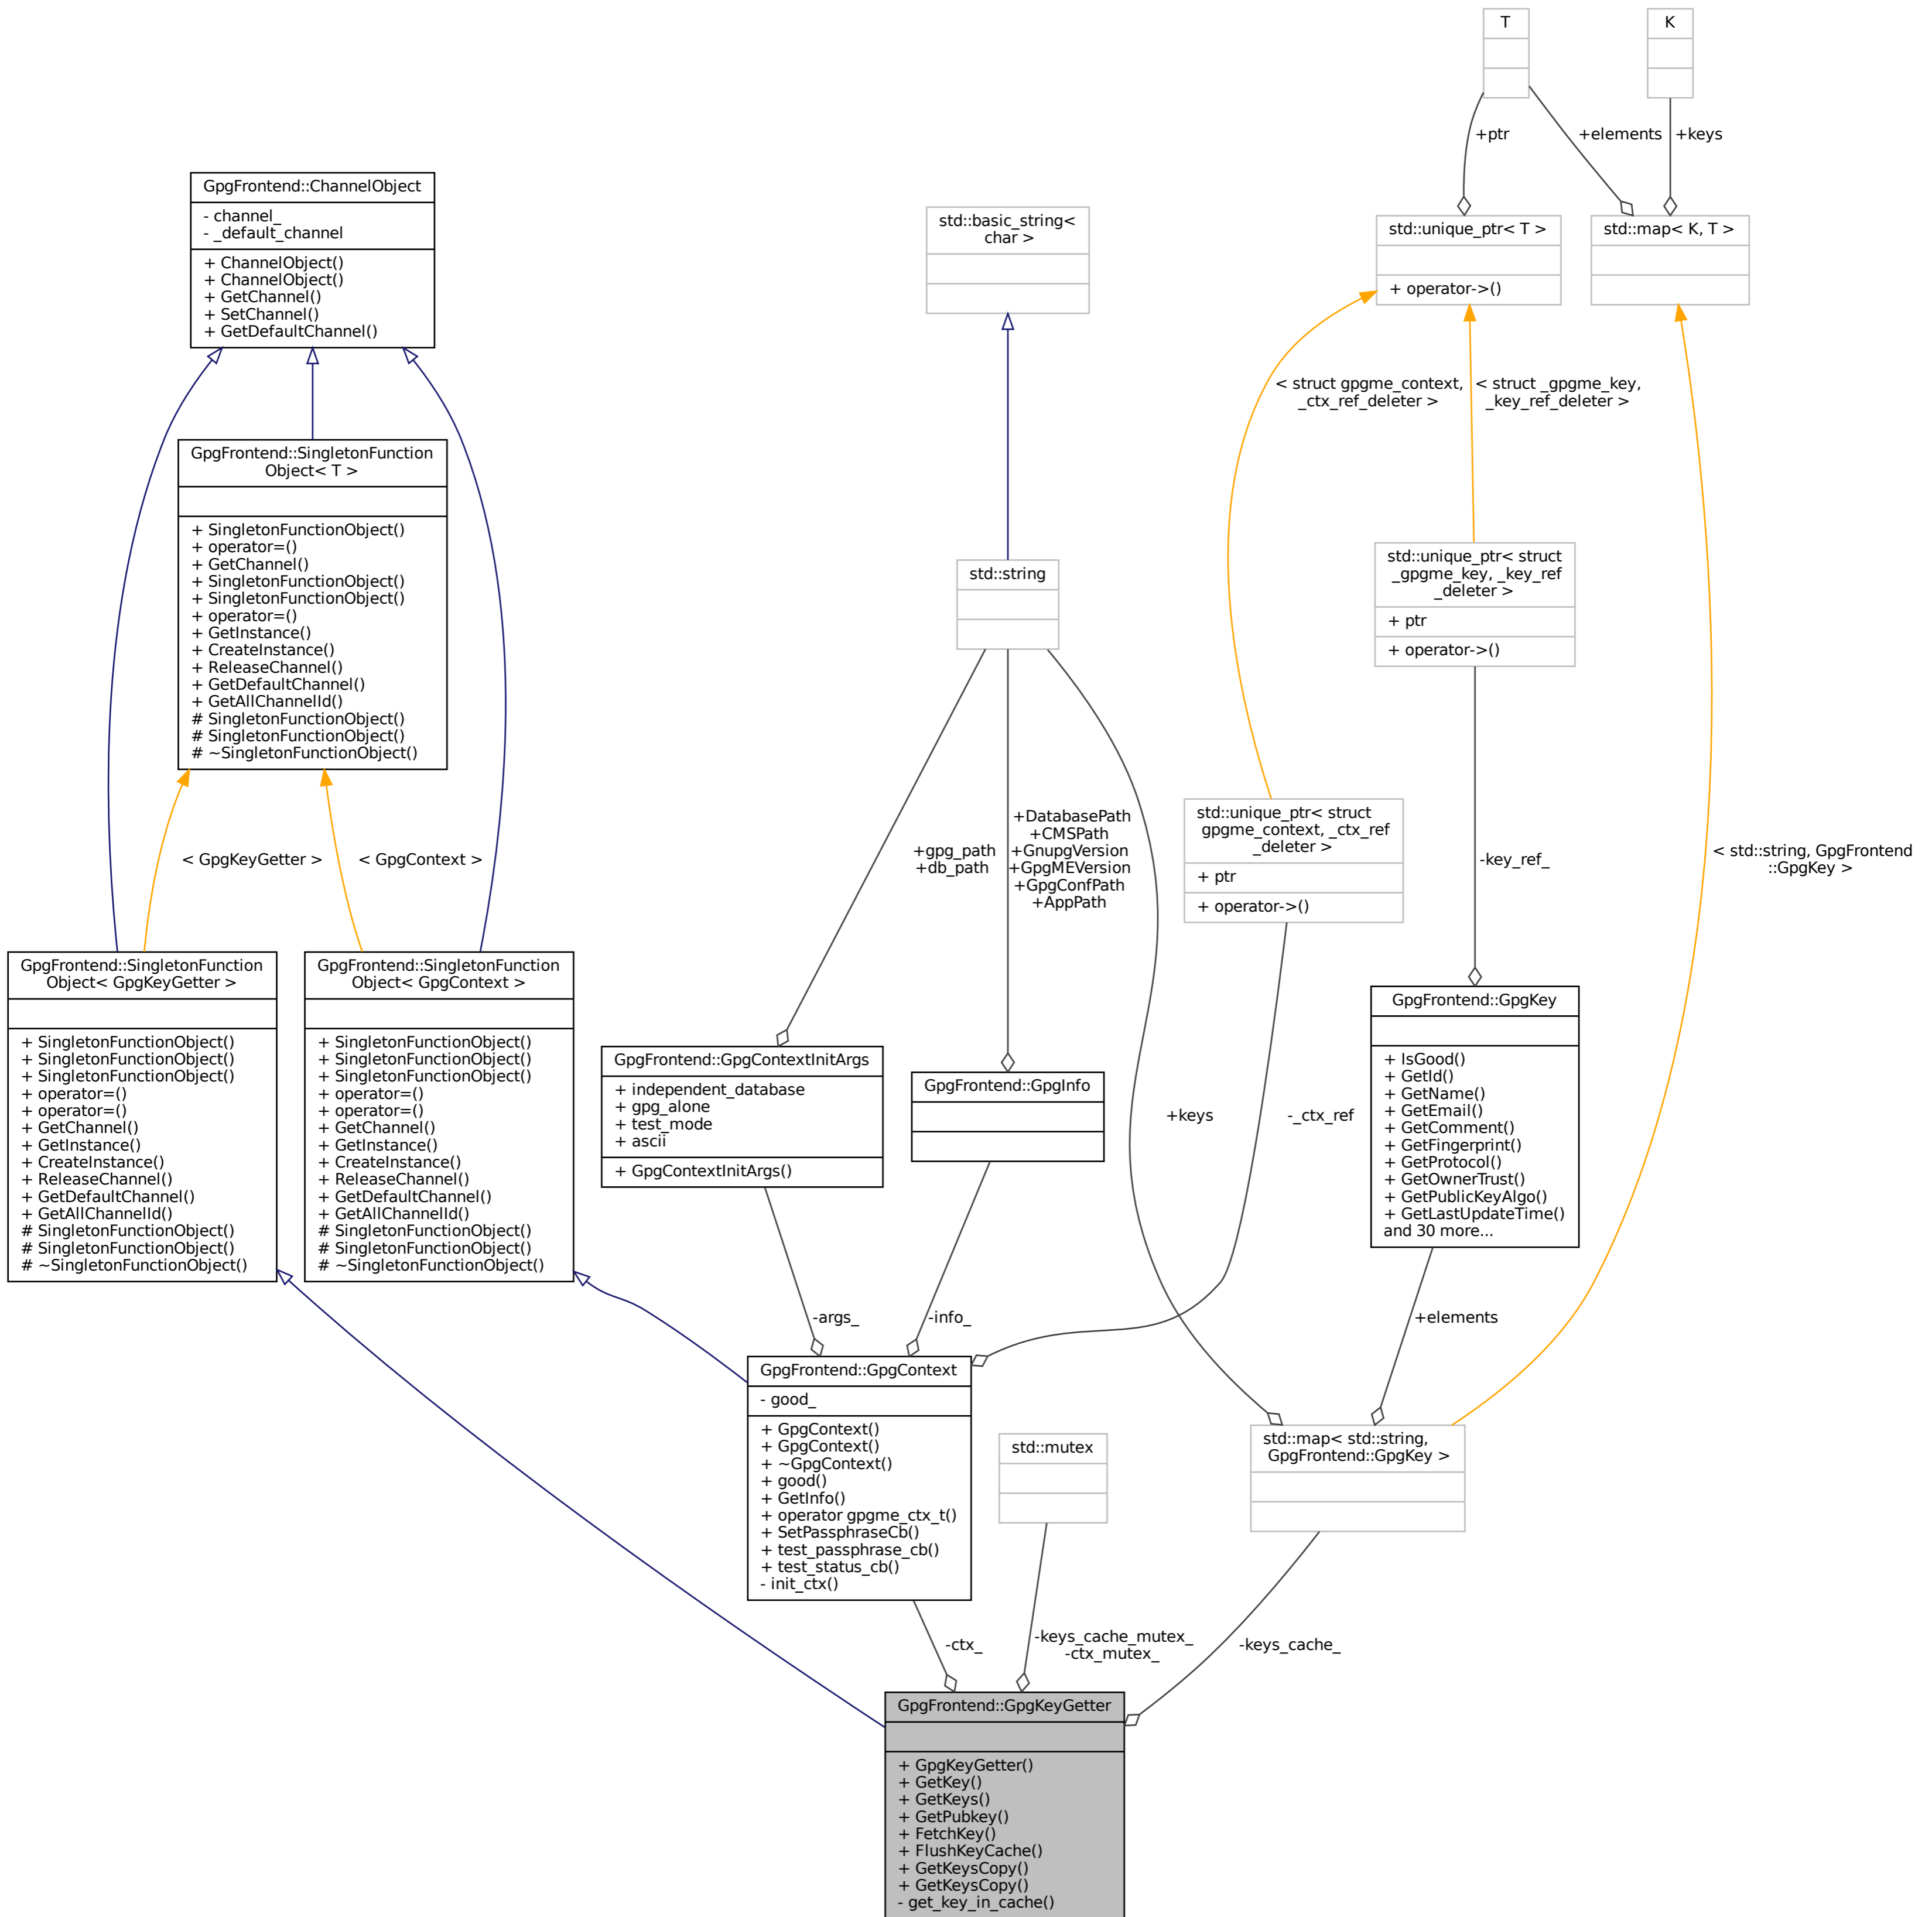 T
K
+ptr
+elements
+keys
GpgFrontend::ChannelObject
- channel_
- _default_channel
+ ChannelObject()
+ ChannelObject()
+ GetChannel()
+ SetChannel()
+ GetDefaultChannel()
std::basic_string<
char >
std::unique_ptr< T >
+ operator->()
std::map< K, T >
< struct gpgme_context,
_ctx_ref_deleter >
< struct _gpgme_key,
_key_ref_deleter >
GpgFrontend::SingletonFunction
Object< T >
+ SingletonFunctionObject()
+ operator=()
+ GetChannel()
+ SingletonFunctionObject()
+ SingletonFunctionObject()
+ operator=()
+ GetInstance()
+ CreateInstance()
+ ReleaseChannel()
+ GetDefaultChannel()
+ GetAllChannelId()
# SingletonFunctionObject()
# SingletonFunctionObject()
# ~SingletonFunctionObject()
std::string
std::unique_ptr< struct
_gpgme_key, _key_ref
_deleter >
+ ptr
+ operator->()
std::unique_ptr< struct
gpgme_context, _ctx_ref
_deleter >
+ ptr
+ operator->()
< GpgKeyGetter >
< GpgContext >
+gpg_path
+db_path
+DatabasePath
+CMSPath
+GnupgVersion
+GpgMEVersion
+GpgConfPath
+AppPath
-key_ref_
< std::string, GpgFrontend
::GpgKey >
GpgFrontend::SingletonFunction
Object< GpgKeyGetter >
+ SingletonFunctionObject()
+ SingletonFunctionObject()
+ SingletonFunctionObject()
+ operator=()
+ operator=()
+ GetChannel()
+ GetInstance()
+ CreateInstance()
+ ReleaseChannel()
+ GetDefaultChannel()
+ GetAllChannelId()
# SingletonFunctionObject()
# SingletonFunctionObject()
# ~SingletonFunctionObject()
GpgFrontend::SingletonFunction
Object< GpgContext >
+ SingletonFunctionObject()
+ SingletonFunctionObject()
+ SingletonFunctionObject()
+ operator=()
+ operator=()
+ GetChannel()
+ GetInstance()
+ CreateInstance()
+ ReleaseChannel()
+ GetDefaultChannel()
+ GetAllChannelId()
# SingletonFunctionObject()
# SingletonFunctionObject()
# ~SingletonFunctionObject()
GpgFrontend::GpgContextInitArgs
+ independent_database
+ gpg_alone
+ test_mode
+ ascii
+ GpgContextInitArgs()
GpgFrontend::GpgInfo
+keys
-_ctx_ref
GpgFrontend::GpgKey
+ IsGood()
+ GetId()
+ GetName()
+ GetEmail()
+ GetComment()
+ GetFingerprint()
+ GetProtocol()
+ GetOwnerTrust()
+ GetPublicKeyAlgo()
+ GetLastUpdateTime()
and 30 more...
-args_
-info_
+elements
GpgFrontend::GpgContext
- good_
+ GpgContext()
+ GpgContext()
+ ~GpgContext()
+ good()
+ GetInfo()
+ operator gpgme_ctx_t()
+ SetPassphraseCb()
+ test_passphrase_cb()
+ test_status_cb()
- init_ctx()
std::mutex
std::map< std::string,
GpgFrontend::GpgKey >
-ctx_
-keys_cache_mutex_
-ctx_mutex_
-keys_cache_
GpgFrontend::GpgKeyGetter
+ GpgKeyGetter()
+ GetKey()
+ GetKeys()
+ GetPubkey()
+ FetchKey()
+ FlushKeyCache()
+ GetKeysCopy()
+ GetKeysCopy()
- get_key_in_cache()